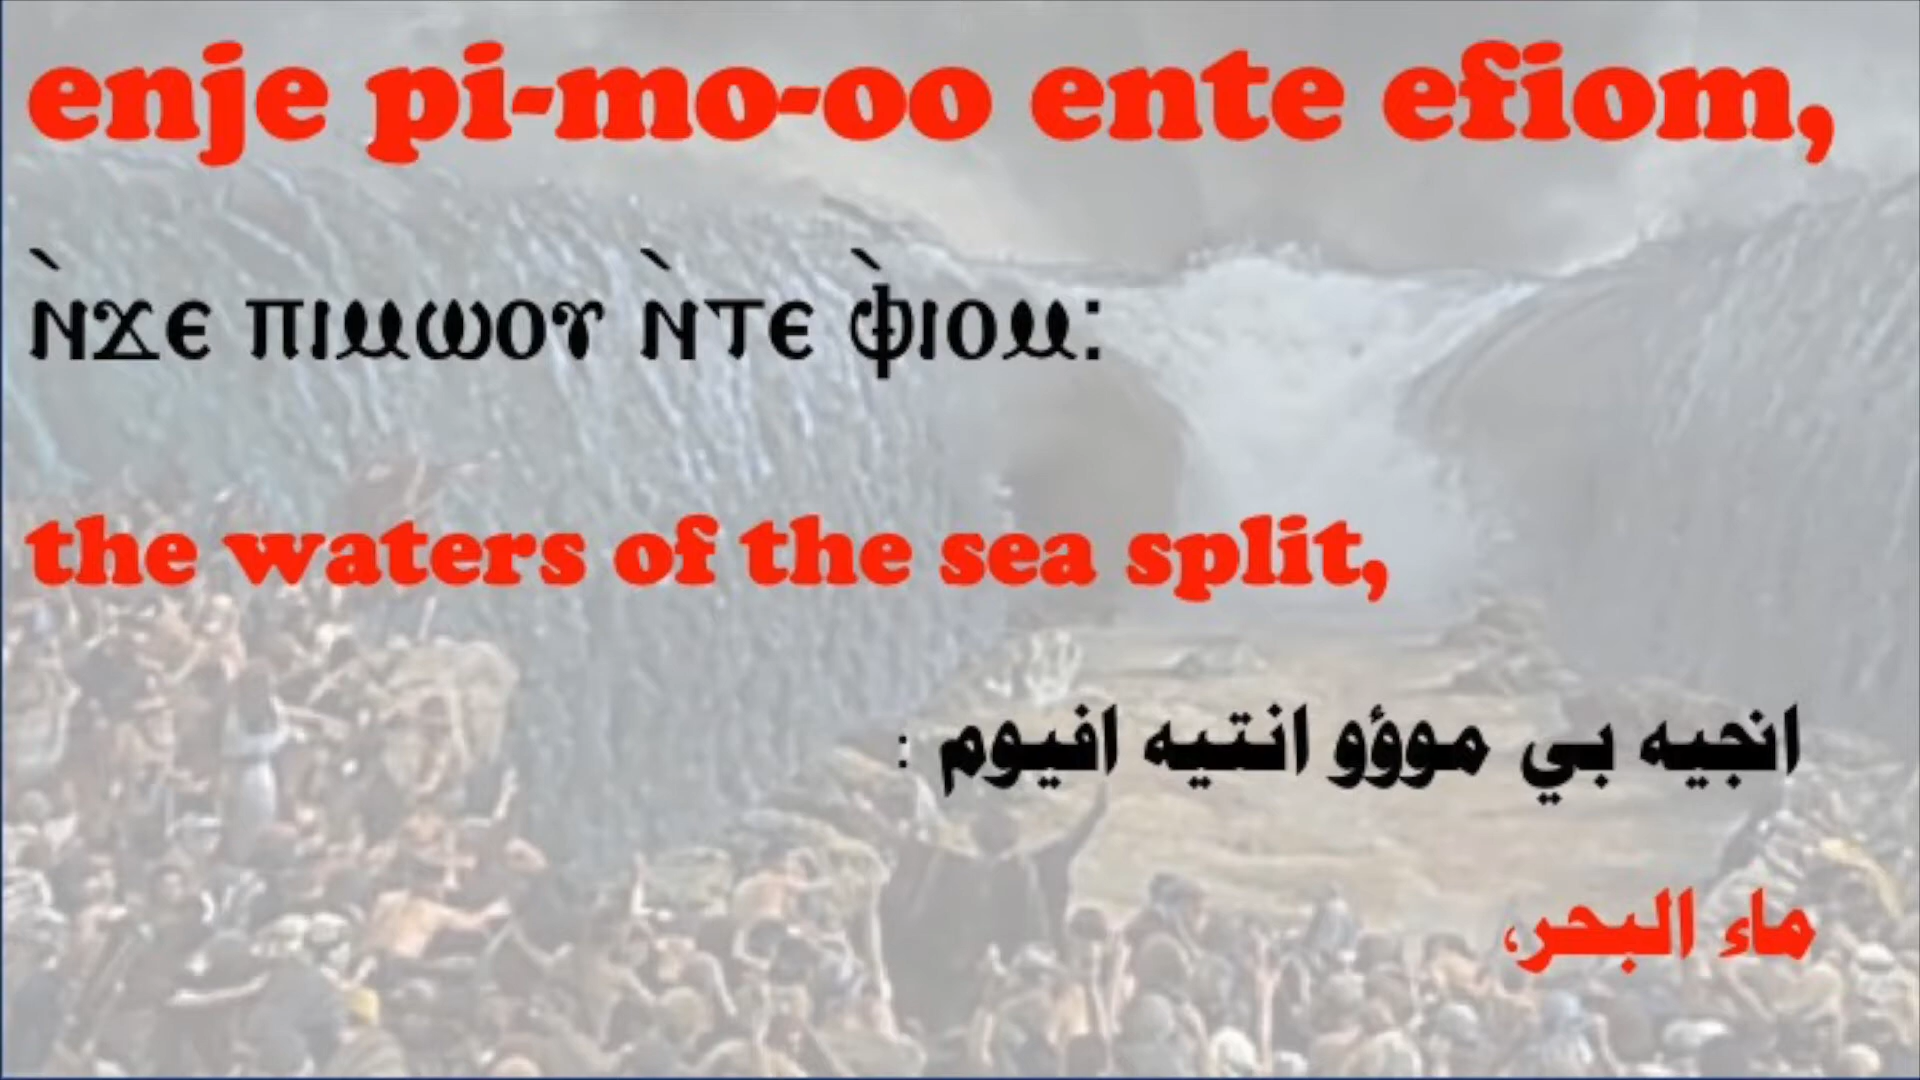 enje pi-mo-oo ente efiom,
ⲛ̀ϫⲉ ⲡⲓⲙⲱⲟⲩ ⲛ̀ⲧⲉ ⲫ̀ⲓⲟⲙ:
the waters of the sea split,
انجيه بي موؤو انتيه افيوم :
ماء البحر،